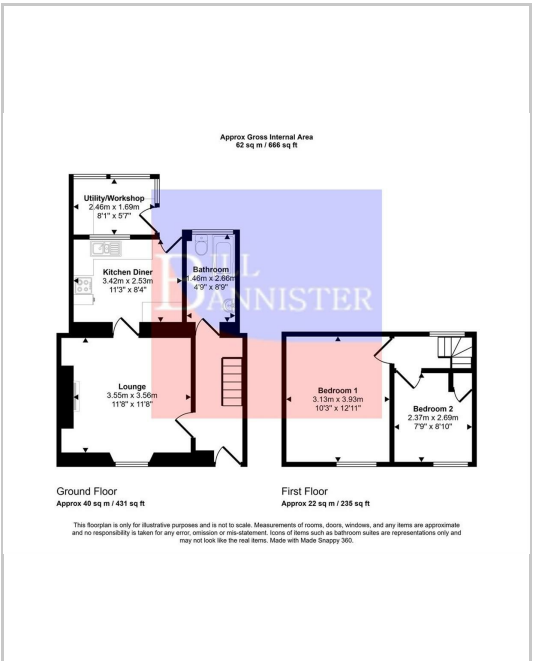 Approx Gross Internal Area
62 sq m / 666 sq ft
Utility/Workshop
2.46m x 1.69m
8'1" x 5'7"
Kitchen Diner
3.42m x 2.53m
11'3" x 8'4"
Bathroom
1.46m x 2.66m
4'9" x 8'9"
BILL
BANNISTER
Lounge
3.55m x 3.56m
11'8" x 11'8"
Bedroom 1
3.13m x 3.93m
10'3" x 12'11"
Bedroom 2
2.37m x 2.69m
7'9" x 8'10"
Ground Floor
Approx 40 sq m / 431 sq ft
First Floor
Approx 22 sq m / 235 sq ft
This floorplan is only for illustrative purposes and is not to scale. Measurements of rooms, doors, windows, and any items are approximate
and no responsibility is taken for any error, omission or mis-statement. Icons of items such as bathroom suites are representations only and
may not look like the real items. Made with Made Snappy 360.